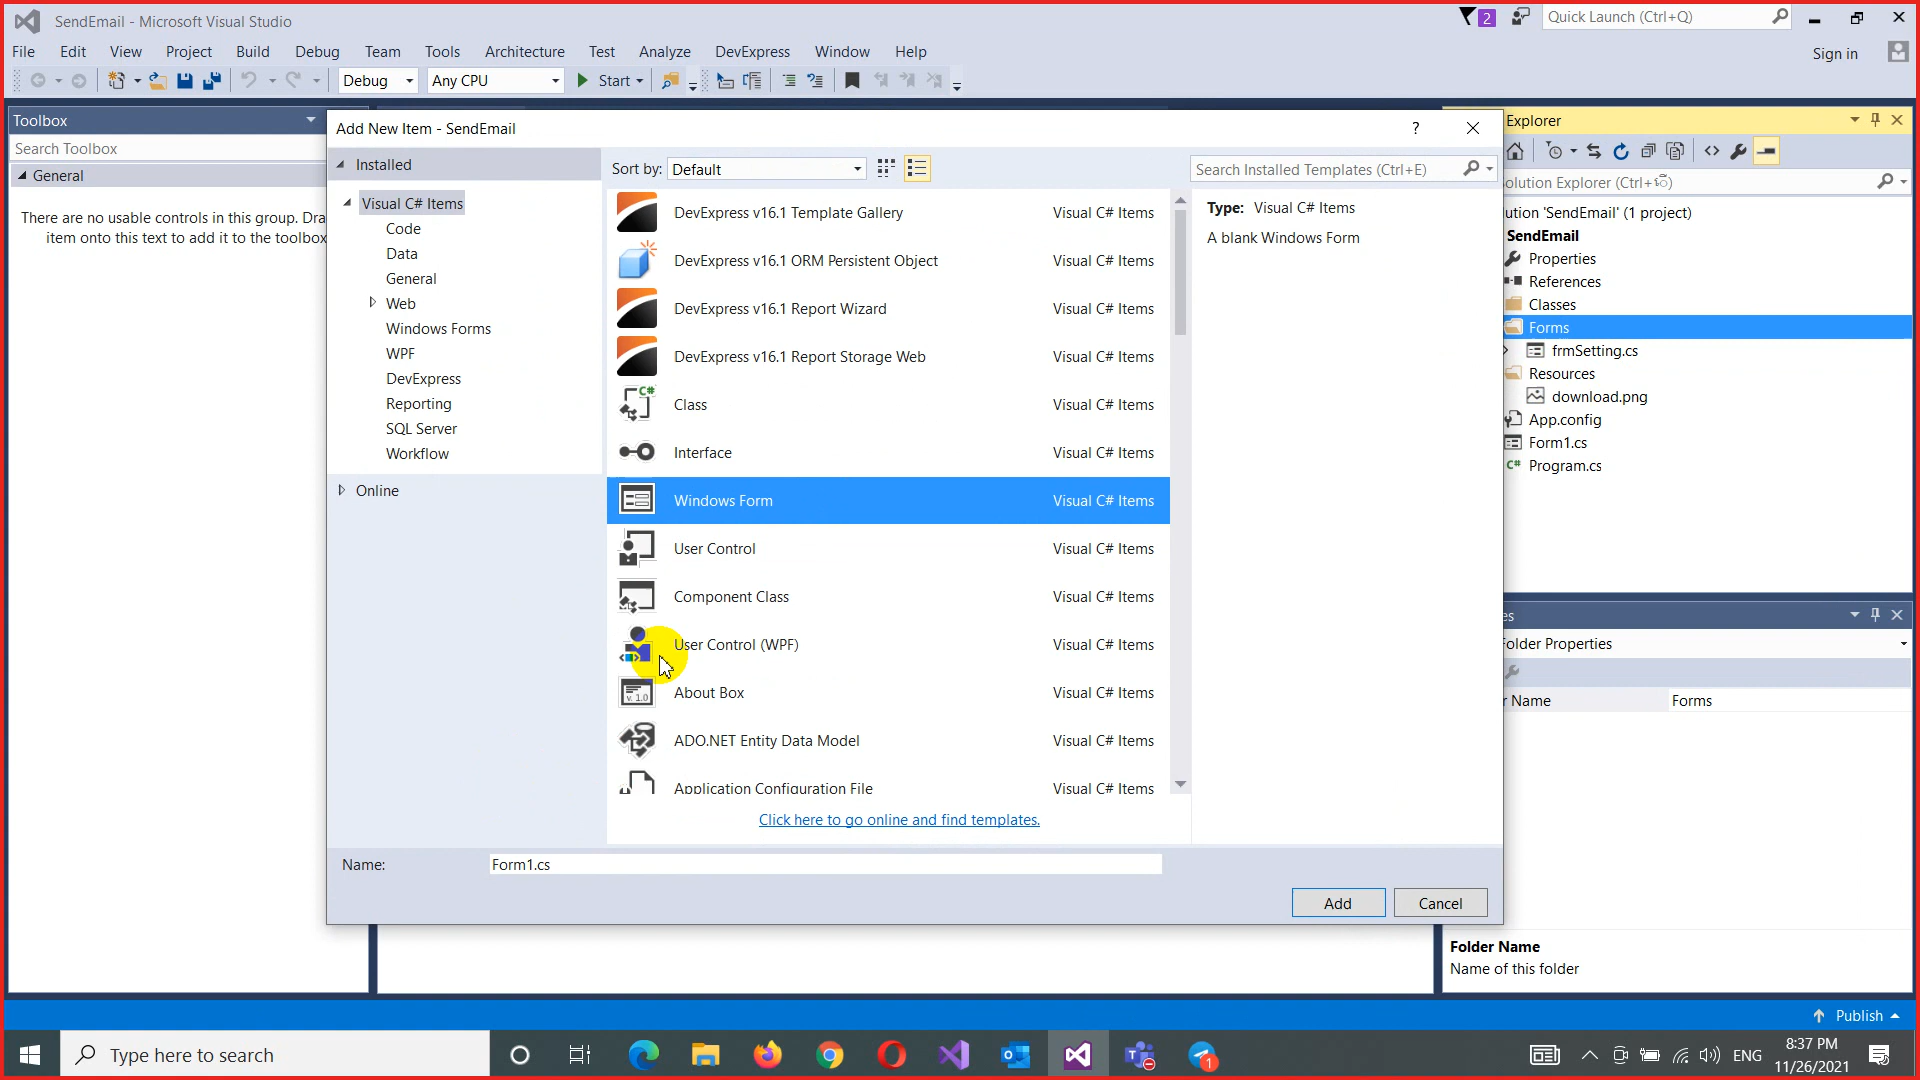 SendEmail - Microsoft Visual Studio
2
Quick Launch (Ctrl+Q)
File Edit View Project Build Debug Team Tools Architecture Test Analyze DevExpress Window Help
Sign in
Debug Any CPU Start
Toolbox
Search Toolbox
General
There are no usable controls in this group. Dra
item onto this text to add it to the toolbox
Add New Item - SendEmail
?
Installed
Visual C# Items
Code
Data
General
Web
Windows Forms
WPF
DevExpress
Reporting
SQL Server
Workflow
Online
Sort by: Default
Search Installed Templates (Ctrl+E)
DevExpress v16.1 Template Gallery Visual C# Items
DevExpress v16.1 ORM Persistent Object Visual C# Items
DevExpress v16.1 Report Wizard Visual C# Items
DevExpress v16.1 Report Storage Web Visual C# Items
Class Visual C# Items
Interface Visual C# Items
Windows Form Visual C# Items
User Control Visual C# Items
Component Class Visual C# Items
User Control (WPF) Visual C# Items
About Box Visual C# Items
ADO.NET Entity Data Model Visual C# Items
Application Configuration File Visual C# Items
Click here to go online and find templates.
Type: Visual C# Items
A blank Windows Form
Name: Form1.cs
Add
Cancel
Explorer
olution Explorer (Ctrl+
ution 'SendEmail' (1 project)
SendEmail
Properties
References
Classes
Forms
frmSetting.cs
Resources
download.png
App.config
Form1.cs
Program.cs
es
older Properties
r Name Forms
Folder Name
Name of this folder
Publish
Type here to search
1
ENG
8:37 PM
11/26/2021